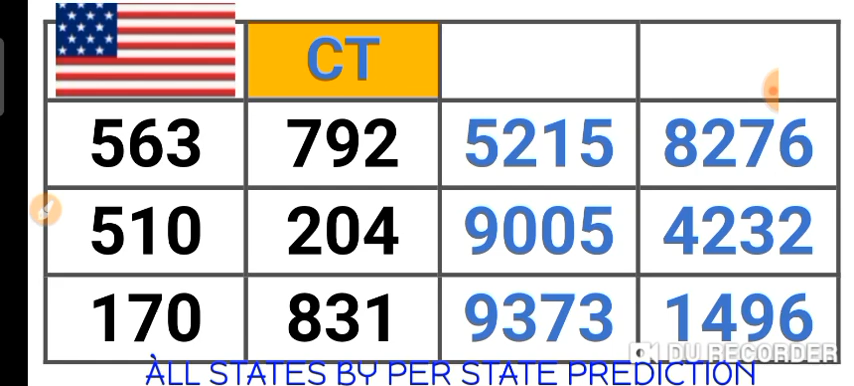 CT
563 792 5215 8276
510 204 9005 4232
170 831 9373 1496
DU RECORDER
ÀLL STATES BY PER STATE PREDICTION